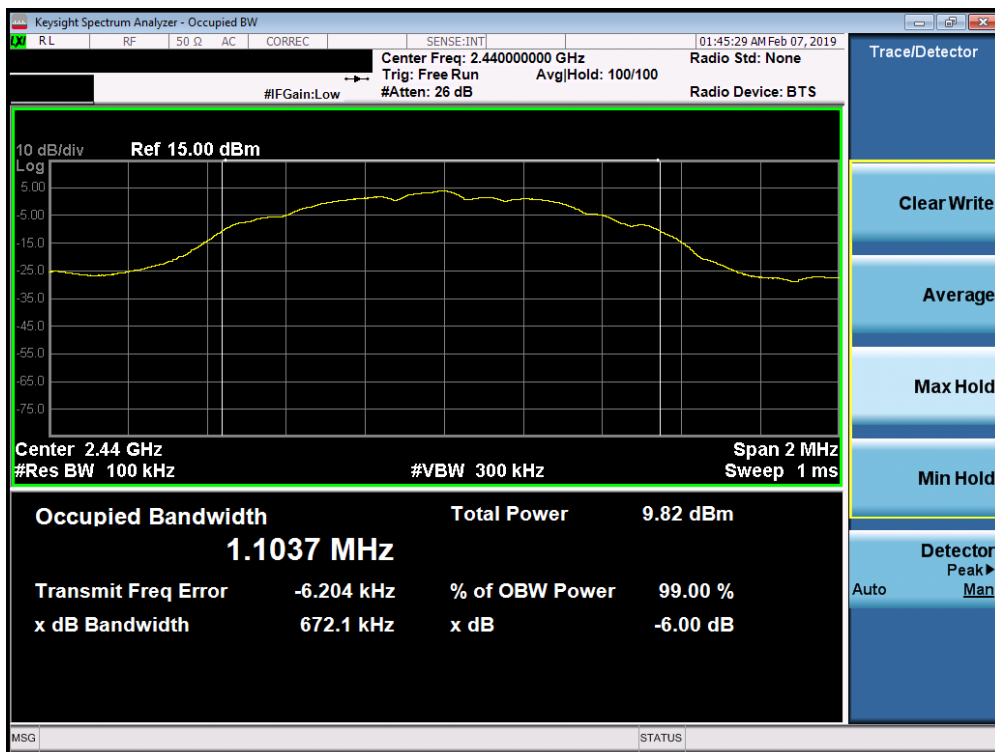 Keysight Spectrum Analyzer - Occupied BW
LXI RL RF 50 Ω AC CORREC SENSE:INT 01:45:29 AM Feb 07, 2019
Center Freq: 2.440000000 GHz Radio Std: None
Trig: Free Run Avg|Hold: 100/100
#IFGain:Low #Atten: 26 dB Radio Device: BTS
10 dB/div Ref 15.00 dBm
Log
5.00
-5.00
-15.0
-25.0
-35.0
-45.0
-55.0
-65.0
-75.0
Center 2.44 GHz Span 2 MHz
#Res BW 100 kHz #VBW 300 kHz Sweep 1 ms
Occupied Bandwidth Total Power 9.82 dBm
1.1037 MHz
Transmit Freq Error -6.204 kHz % of OBW Power 99.00 %
x dB Bandwidth 672.1 kHz x dB -6.00 dB
MSG STATUS
Trace/Detector
Clear Write
Average
Max Hold
Min Hold
Detector
Peak▶
Auto Man